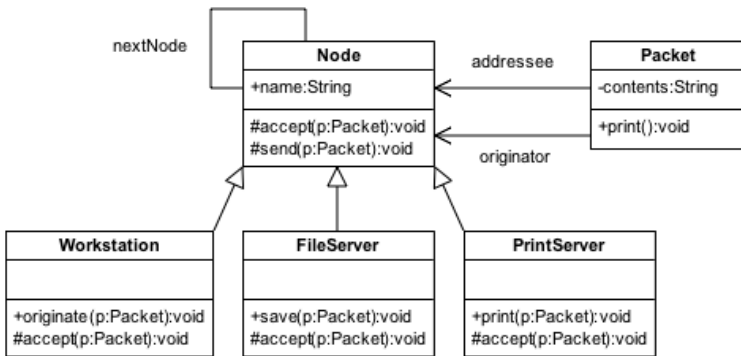 nextNode
Node
+name:String
#accept(p:Packet):void
#send(p:Packet):void
addressee
originator
Packet
-contents:String
+print():void
Workstation
+originate(p:Packet):void
#accept(p:Packet):void
FileServer
+save(p:Packet):void
#accept(p:Packet):void
PrintServer
+print(p:Packet):void
#accept(p:Packet):void